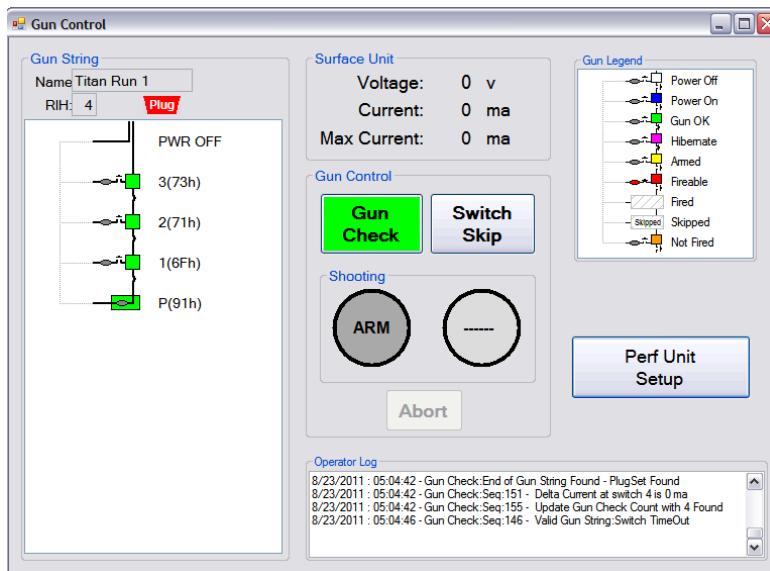 Gun Control
Gun String
Name Titan Run 1
RIH: 4 Plug
PWR OFF
3(73h)
2(71h)
1(6Fh)
P(91h)
Surface Unit
Voltage: 0 v
Current: 0 ma
Max Current: 0 ma
Gun Control
Gun Check
Switch Skip
Shooting
ARM
------
Abort
Gun Legend
Power Off
Power On
Gun OK
Hibernate
Armed
Fireable
Fired
Skipped Skipped
Not Fired
Perf Unit
Setup
Operator Log
8/23/2011 : 05:04:42 - Gun Check:End of Gun String Found - PlugSet Found
8/23/2011 : 05:04:42 - Gun Check:Seq:151 - Delta Current at switch 4 is 0 ma
8/23/2011 : 05:04:42 - Gun Check:Seq:155 - Update Gun Check Count with 4 Found
8/23/2011 : 05:04:46 - Gun Check:Seq:146 - Valid Gun String:Switch TimeOut